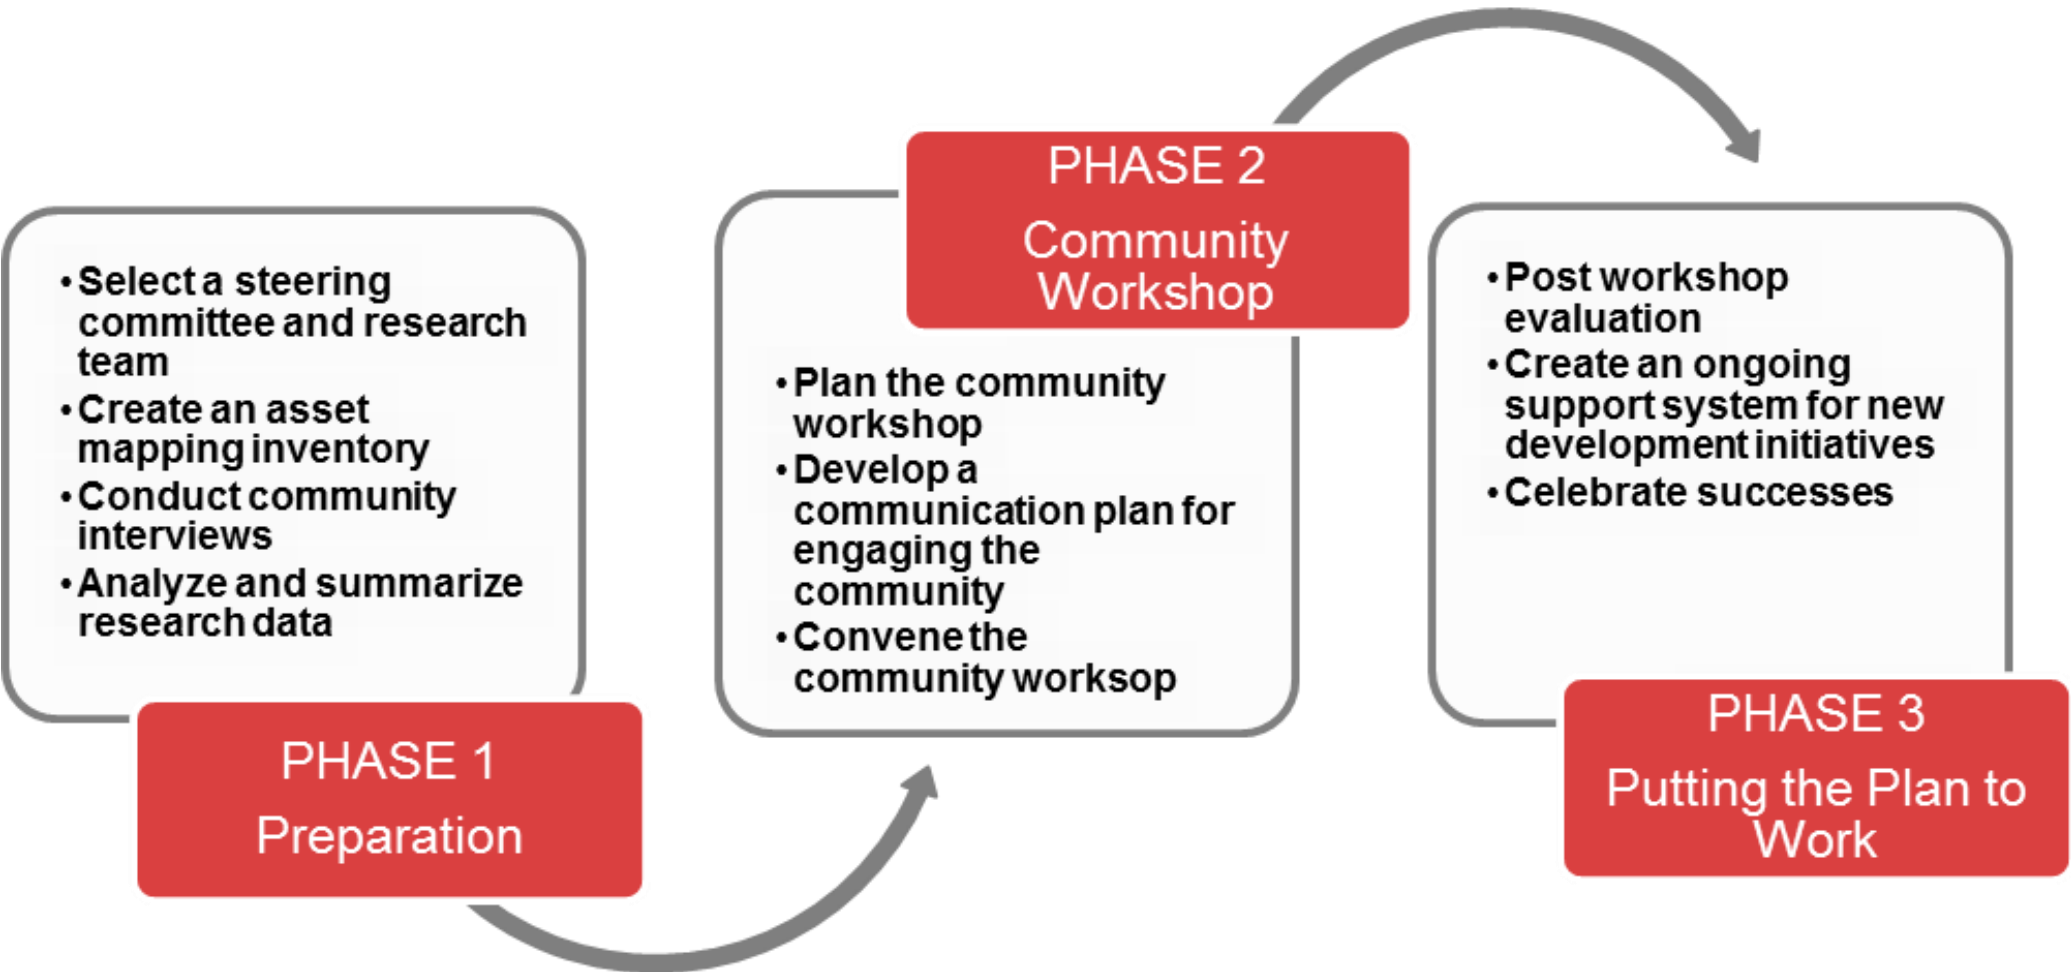 • Select a steering
committee and research
team
• Create an asset
mapping inventory
• Conduct community
interviews
• Analyze and summarize
research data
PHASE 1
Preparation
PHASE 2
Community
Workshop
• Plan the community
workshop
• Develop a
communication plan for
engaging the
community
• Convene the
community worksop
• Post workshop
evaluation
• Create an ongoing
support system for new
development initiatives
• Celebrate successes
PHASE 3
Putting the Plan to
Work